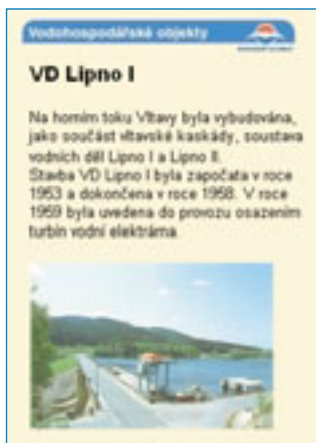 Vodohospodářské objekty
VD Lipno I
Na horním toku Vltavy byla vybudována,
jako součást vltavské kaskády, soustava
vodních děl Lipno I a Lipno II.
Stavba VD Lipno I byla započata v roce
1953 a dokončena v roce 1958. V roce
1959 byla uvedena do provozu osazením
turbín vodní elektrárna.